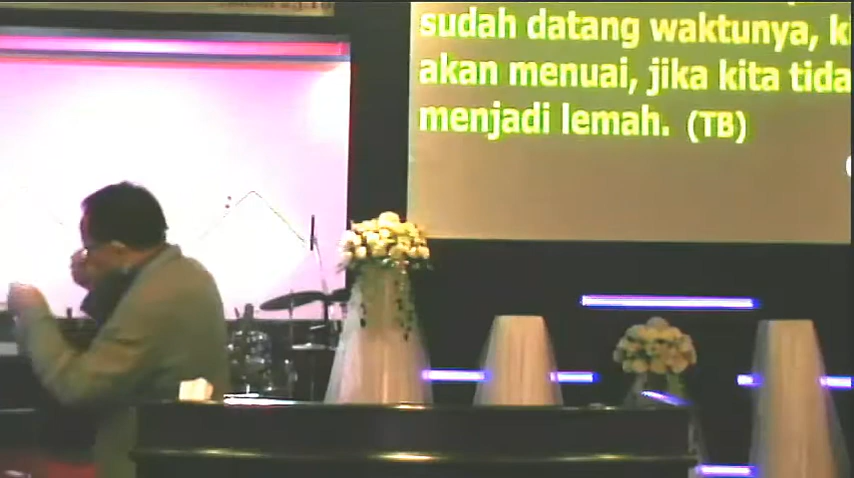 sudah datang waktunya,
akan menuai, jika kita
menjadi lemah. (TB)